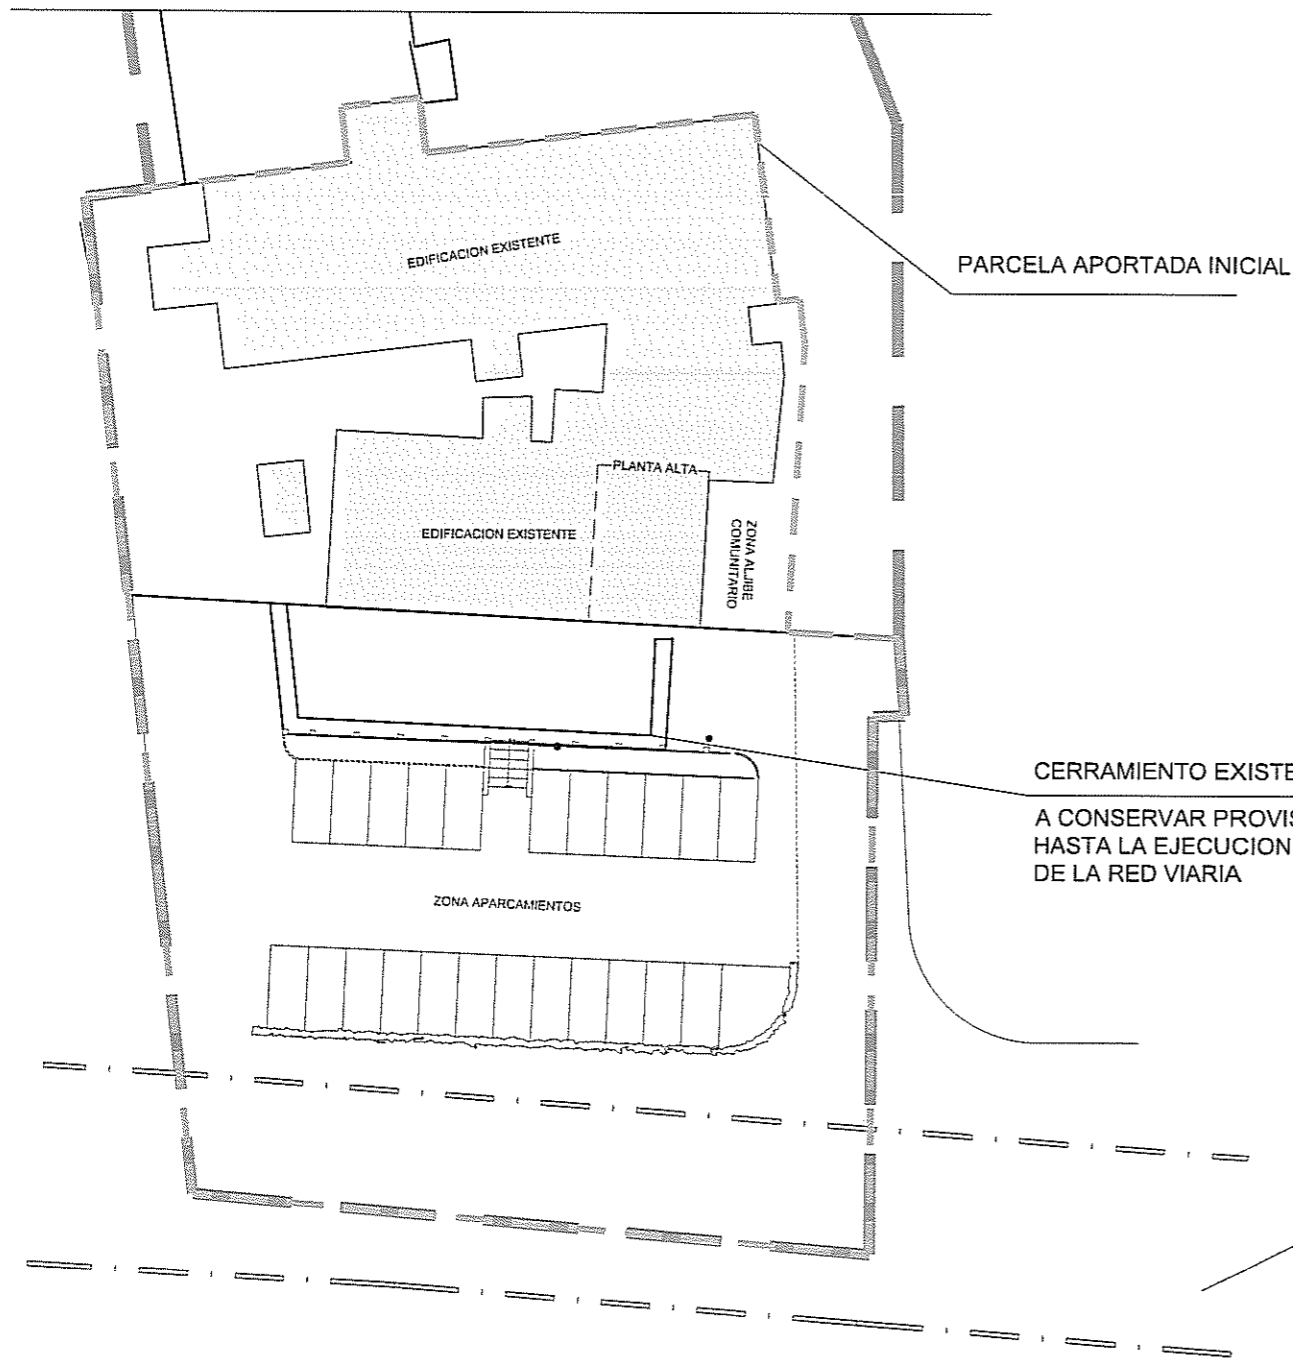 EDIFICACION EXISTENTE
PARCELA APORTADA INICIAL
PLANTA ALTA
EDIFICACION EXISTENTE
ZONA ALJIBE
COMUNITARIO
CERRAMIENTO EXISTE
A CONSERVAR PROVIS
HASTA LA EJECUCION
DE LA RED VIARIA
ZONA APARCAMIENTOS